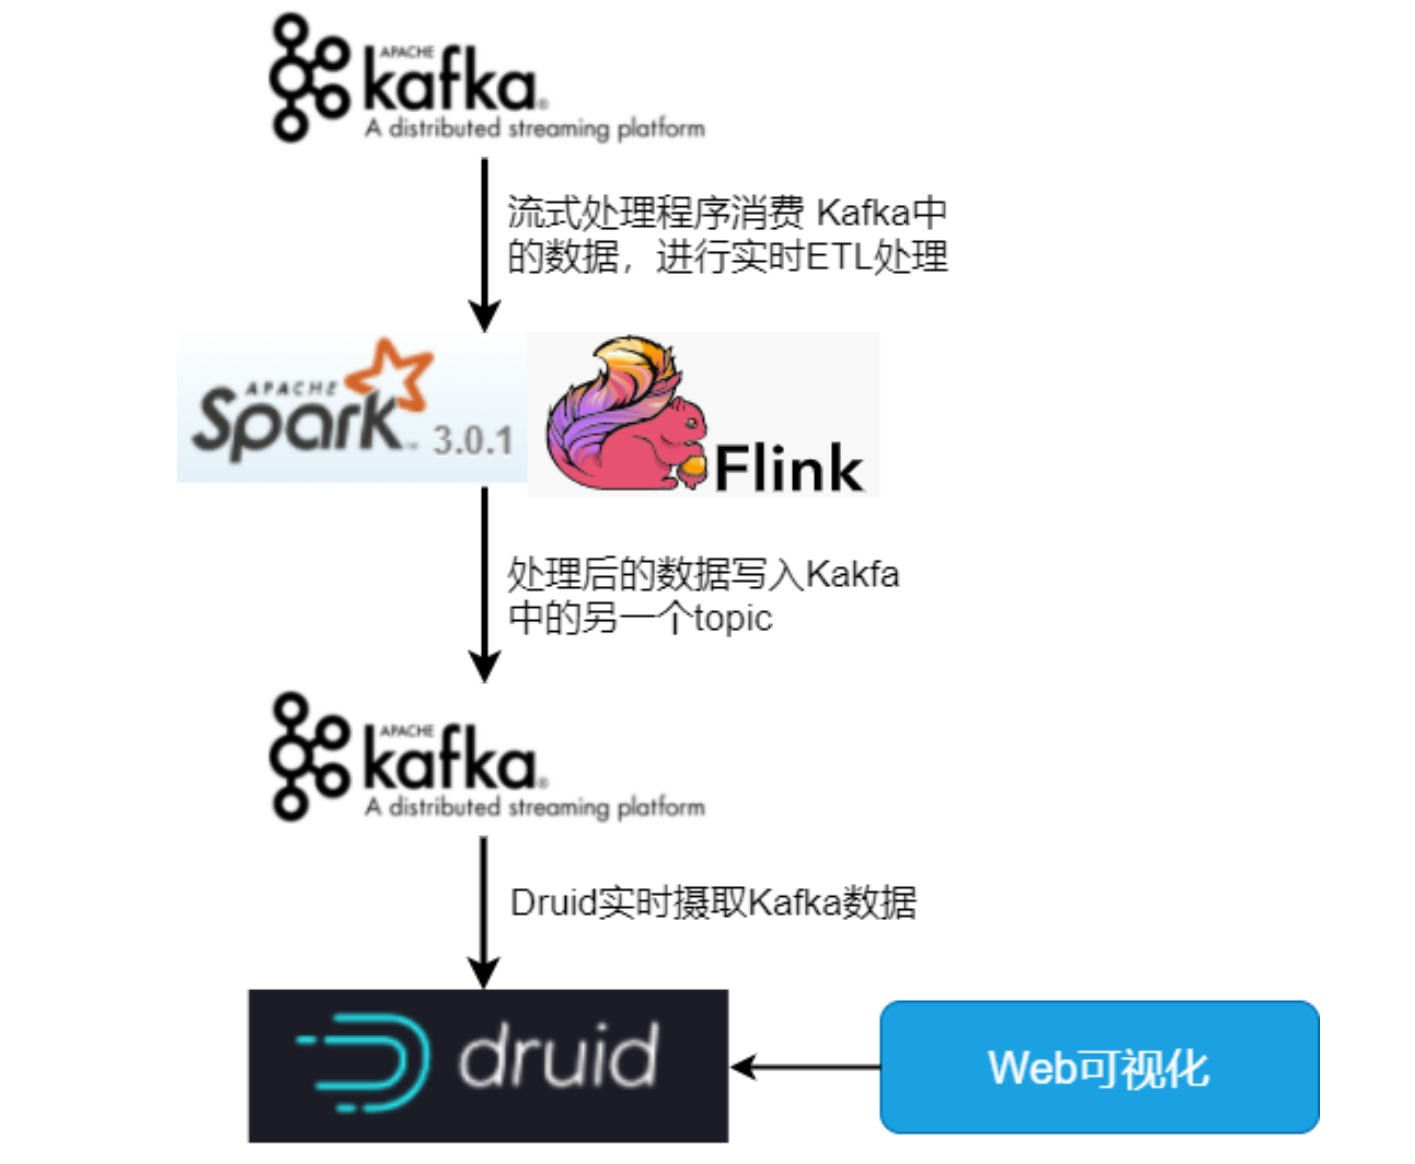 APACHE
kafka®
A distributed streaming platform
流式处理程序消费 Kafka中
的数据，进行实时ETL处理
APACHE
Spark™ 3.0.1
Flink
处理后的数据写入Kakfa
中的另一个topic
APACHE
kafka®
A distributed streaming platform
Druid实时摄取Kafka数据
druid
Web可视化